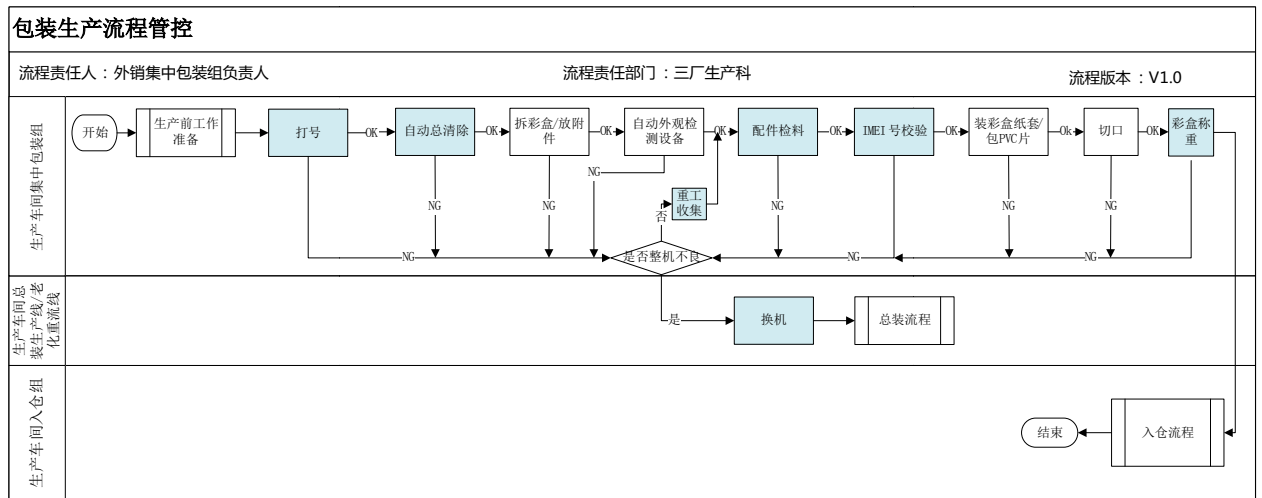 包装生产流程管控
流程责任人：外销集中包装组负责人
流程责任部门：三厂生产科
流程版本：V1.0
生产车间集中包装组
开始
生产前工作
准备
打号
OK
自动总清除
OK
拆彩盒/放附
件
OK
自动外观检
测设备
OK
配件检料
OK
IMEI号校验
OK
装彩盒纸套/
包PVC片
Ok
切口
OK
彩盒称
重
NG
重工
收集
否
NG
NG
NG
NG
NG
NG
是否整机不良
NG
NG
生产车间总
装生产线/老
化重流线
是
换机
总装流程
生产车间入仓组
结束
入仓流程